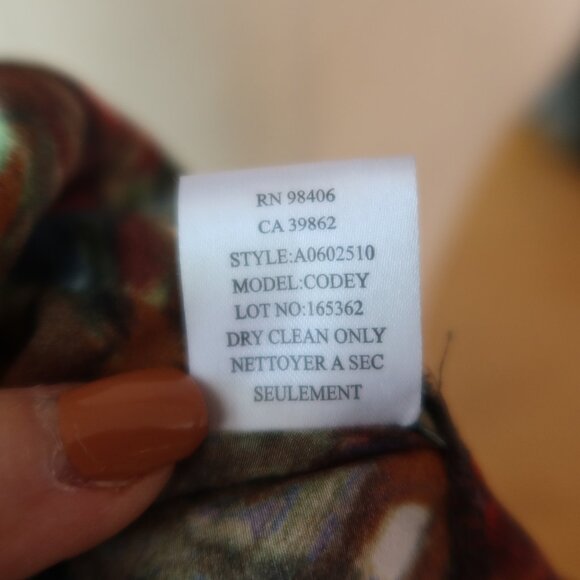 RN 98406
CA 39862
STYLE:A0602510
MODEL:CODEY
LOT NO:165362
DRY CLEAN ONLY
NETTOYER A SEC
SEULEMENT